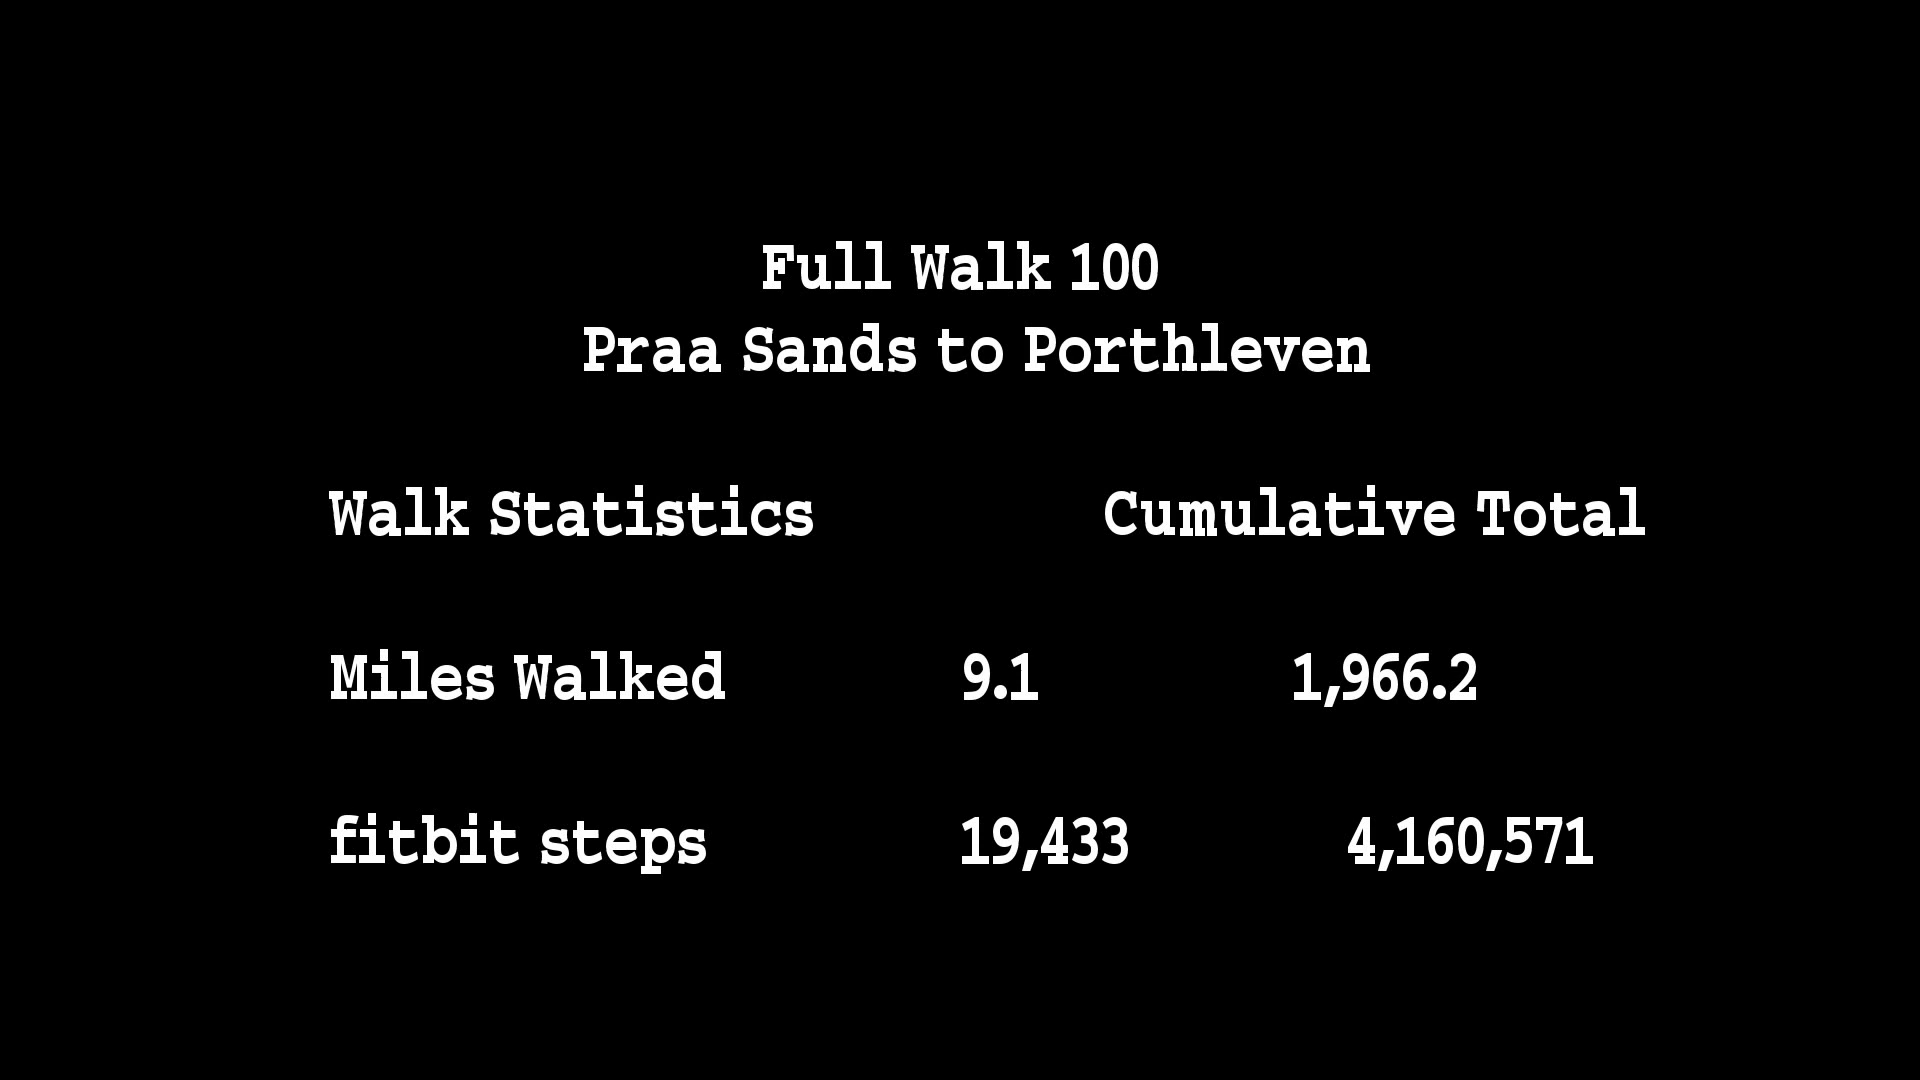 Full Walk 100
Praa Sands to Porthleven
Walk Statistics Cumulative Total
Miles Walked 9.1 1,966.2
fitbit steps 19,433 4,160,571